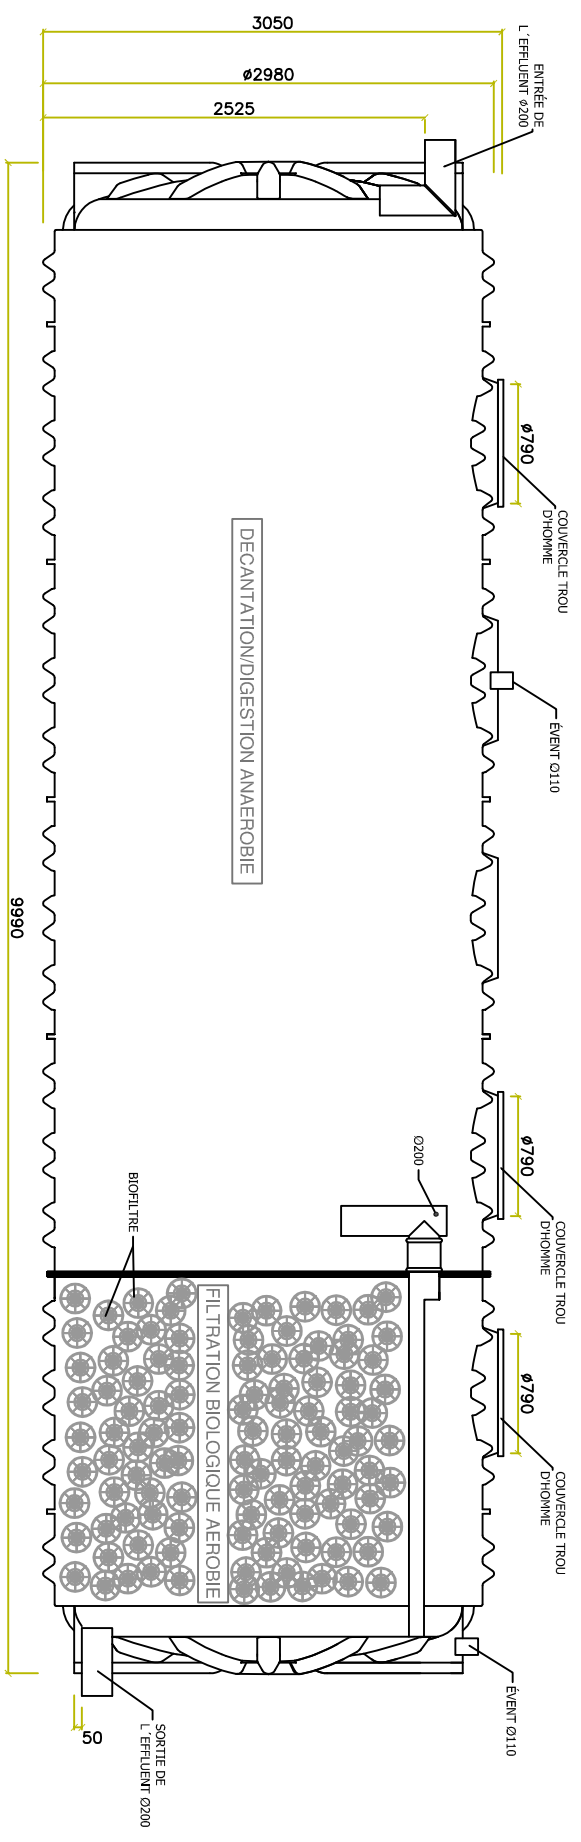 3050
ø2980
2525
ENTRÉE DE
L´EFFLUENT ø200
ø790
COUVERCLE TROU
D'HOMME
ÉVENT Ø110
DECANTATION/DIGESTION ANAEROBIE
9990
ø790
COUVERCLE TROU
D'HOMME
Ø200
BIOFILTRE
FILTRATION BIOLOGIQUE AEROBIE
ø790
COUVERCLE TROU
D'HOMME
ÉVENT Ø110
50
SORTIE DE
L´EFFLUENT Ø200